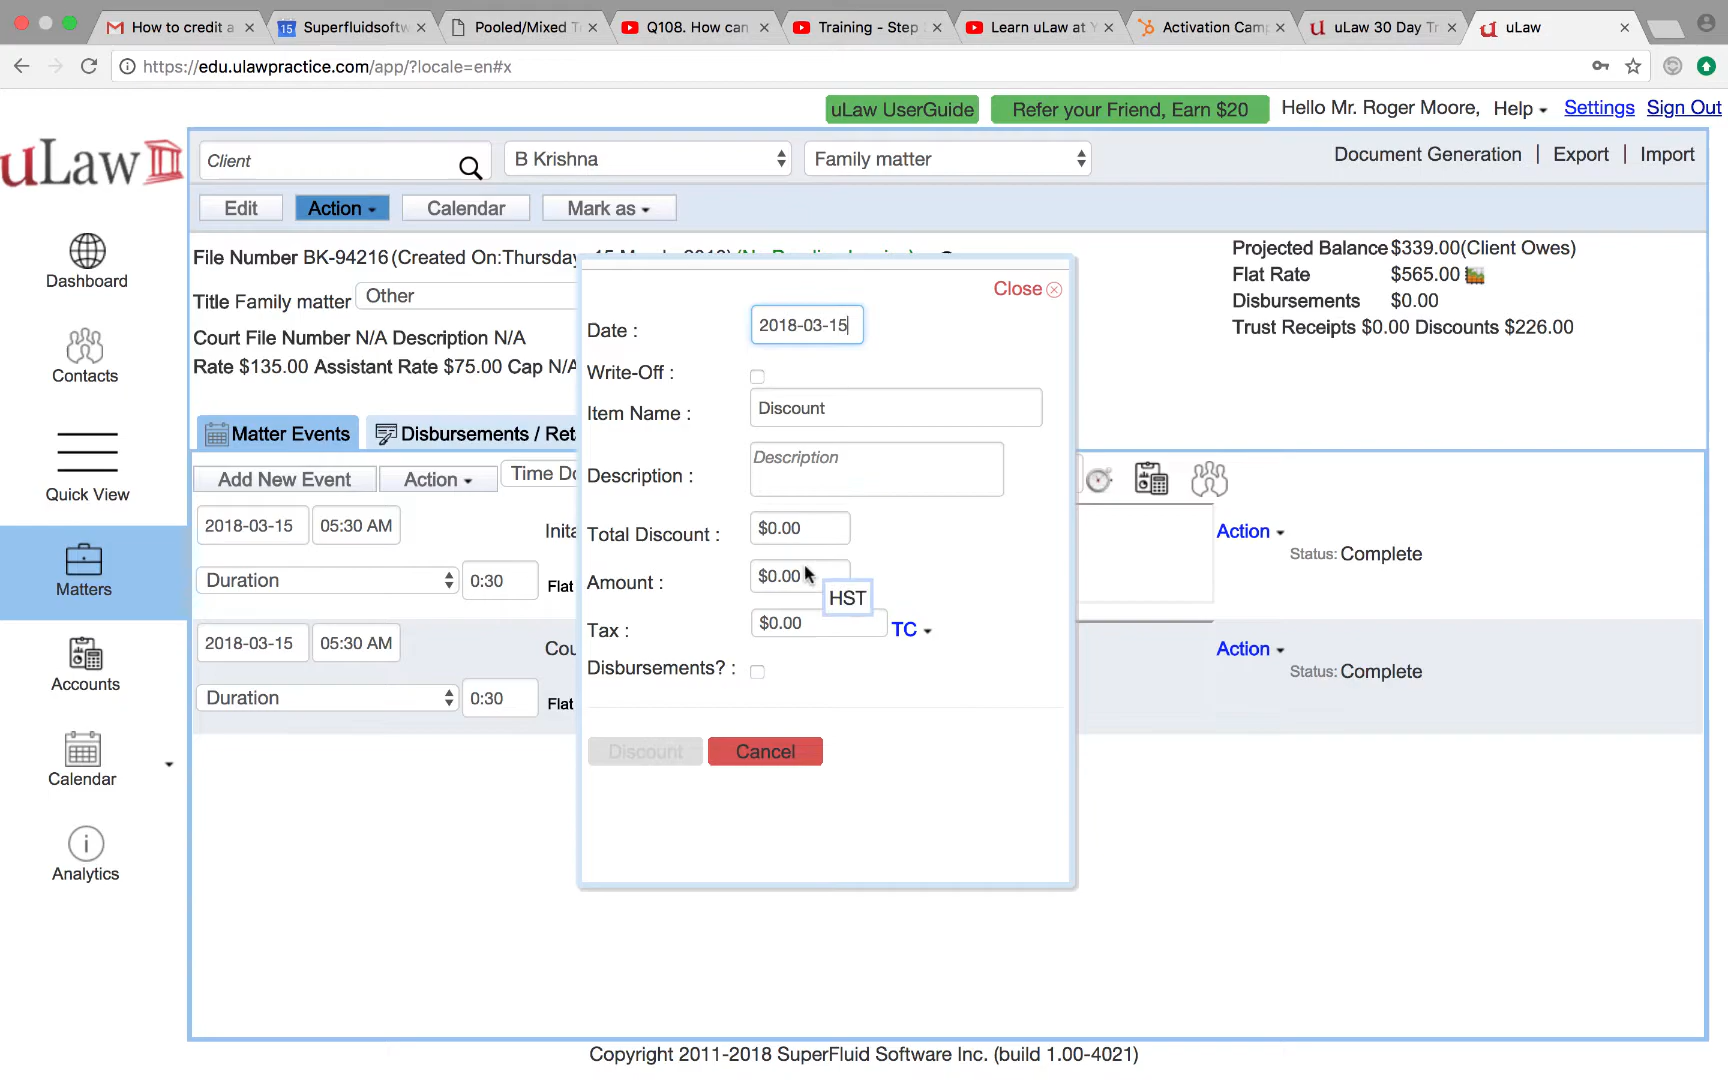 How to credit a
Superfluidsoftw
Pooled/Mixed T
Q108. How can
Training - Step
Learn uLaw at Y
Activation Camp
uLaw 30 Day Tr
uLaw
https://edu.ulawpractice.com/app/?locale=en#x
uLaw UserGuide
Refer your Friend, Earn $20
Hello Mr. Roger Moore,
Help
Settings
Sign Out
uLaw
Client
B Krishna
Family matter
Document Generation | Export | Import
Edit
Action
Calendar
Mark as
File Number BK-94216 (Created On:Thursday,
Title Family matter
Other
Court File Number N/A Description N/A
Rate $135.00 Assistant Rate $75.00 Cap N/A
Projected Balance $339.00(Client Owes)
Flat Rate $565.00
Disbursements $0.00
Trust Receipts $0.00 Discounts $226.00
Dashboard
Contacts
Quick View
Matters
Accounts
Calendar
Analytics
Matter Events
Disbursements / Ret
Add New Event
Action
Time Do
2018-03-15
05:30 AM
Inita
Duration
0:30
Flat
Action
Status: Complete
2018-03-15
05:30 AM
Cou
Duration
0:30
Flat
Action
Status: Complete
Close
Date :
2018-03-15
Write-Off :
Item Name :
Discount
Description :
Description
Total Discount :
$0.00
Amount :
$0.00
HST
Tax :
$0.00
TC
Disbursements? :
Discount
Cancel
Copyright 2011-2018 SuperFluid Software Inc. (build 1.00-4021)